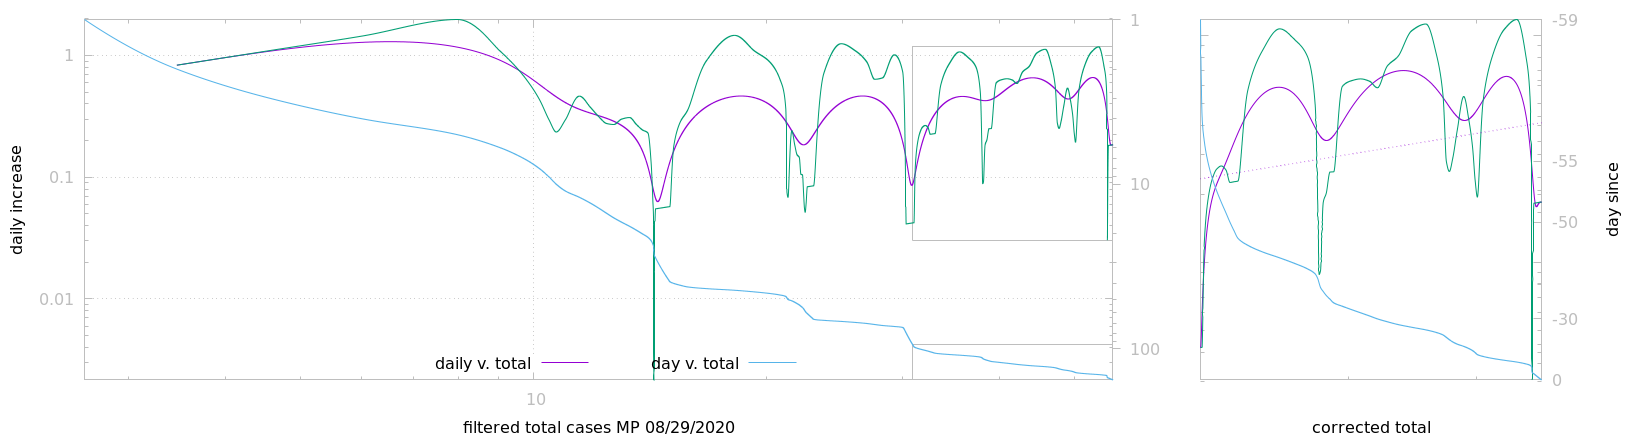 1
-59
1
0.1
10
-55
-50
daily increase
day since
0.01
-30
daily v. total
day v. total
100
0
10
filtered total cases MP 08/29/2020
corrected total